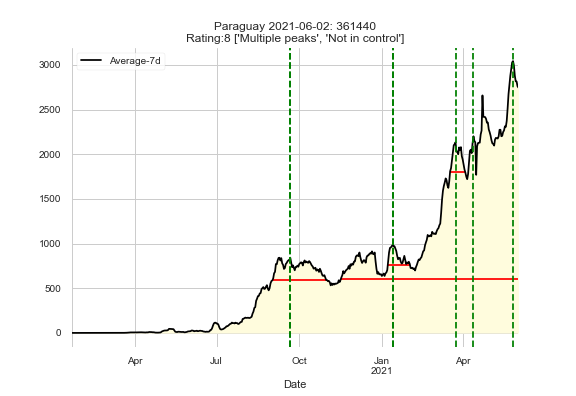 Paraguay 2021-06-02: 361440
Rating:8 ['Multiple peaks', 'Not in control']
Average-7d
3000
2500
2000
1500
1000
500
0
Apr
Jul
Oct
Jan
2021
Apr
Date